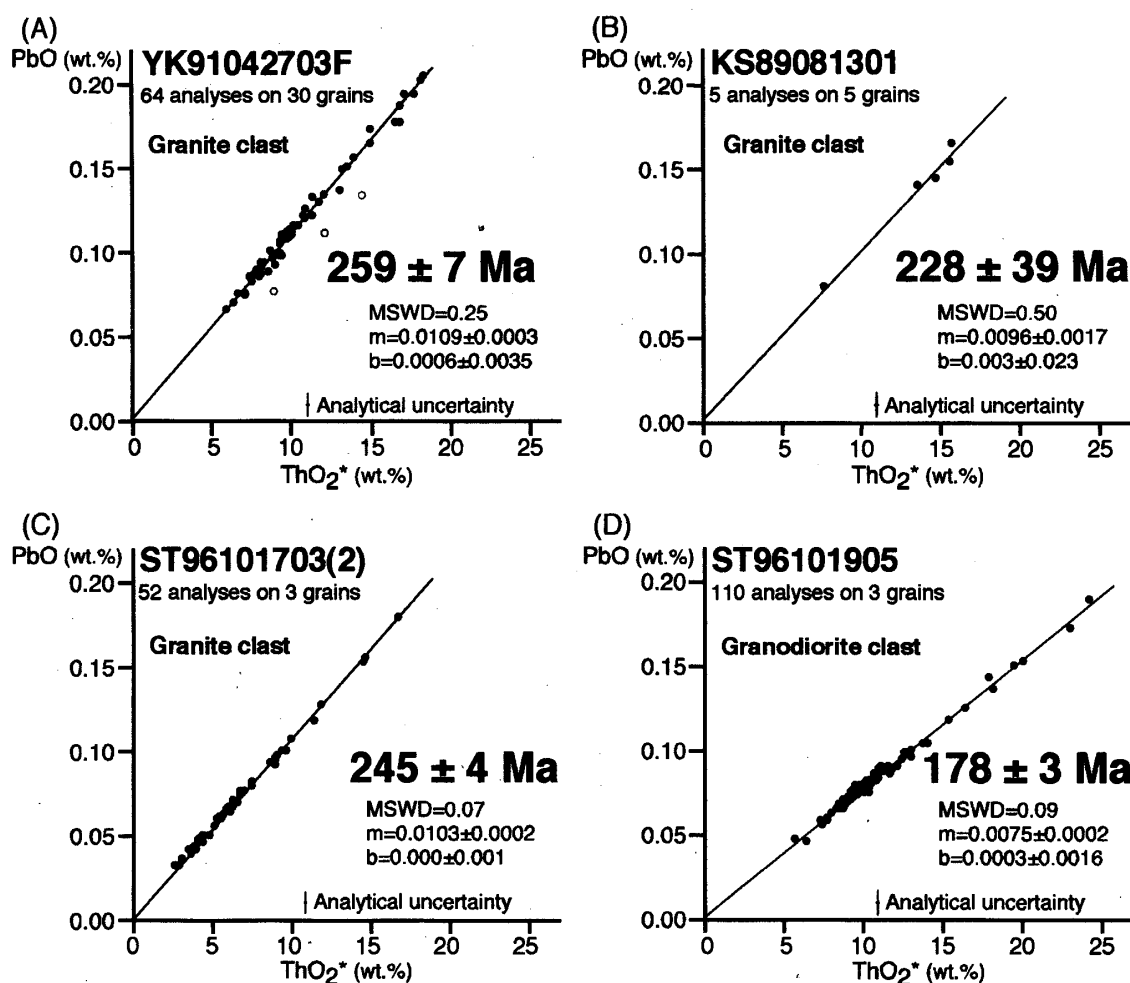 (A)
PbO (wt.%)
YK91042703F
64 analyses on 30 grains
Granite clast
0.20
0.15
0.10
0.05
0.00
259 ± 7 Ma
MSWD=0.25
m=0.0109±0.0003
b=0.0006±0.0035
Analytical uncertainty
0 5 10 15 20 25
ThO2* (wt.%)
(B)
PbO (wt.%)
KS89081301
5 analyses on 5 grains
Granite clast
0.20
0.15
0.10
0.05
0.00
228 ± 39 Ma
MSWD=0.50
m=0.0096±0.0017
b=0.003±0.023
Analytical uncertainty
0 5 10 15 20 25
ThO2* (wt.%)
(C)
PbO (wt.%)
ST96101703(2)
52 analyses on 3 grains
Granite clast
0.20
0.15
0.10
0.05
0.00
245 ± 4 Ma
MSWD=0.07
m=0.0103±0.0002
b=0.000±0.001
Analytical uncertainty
0 5 10 15 20 25
ThO2* (wt.%)
(D)
PbO (wt.%)
ST96101905
110 analyses on 3 grains
Granodiorite clast
0.20
0.15
0.10
0.05
0.00
178 ± 3 Ma
MSWD=0.09
m=0.0075±0.0002
b=0.0003±0.0016
Analytical uncertainty
0 5 10 15 20 25
ThO2* (wt.%)